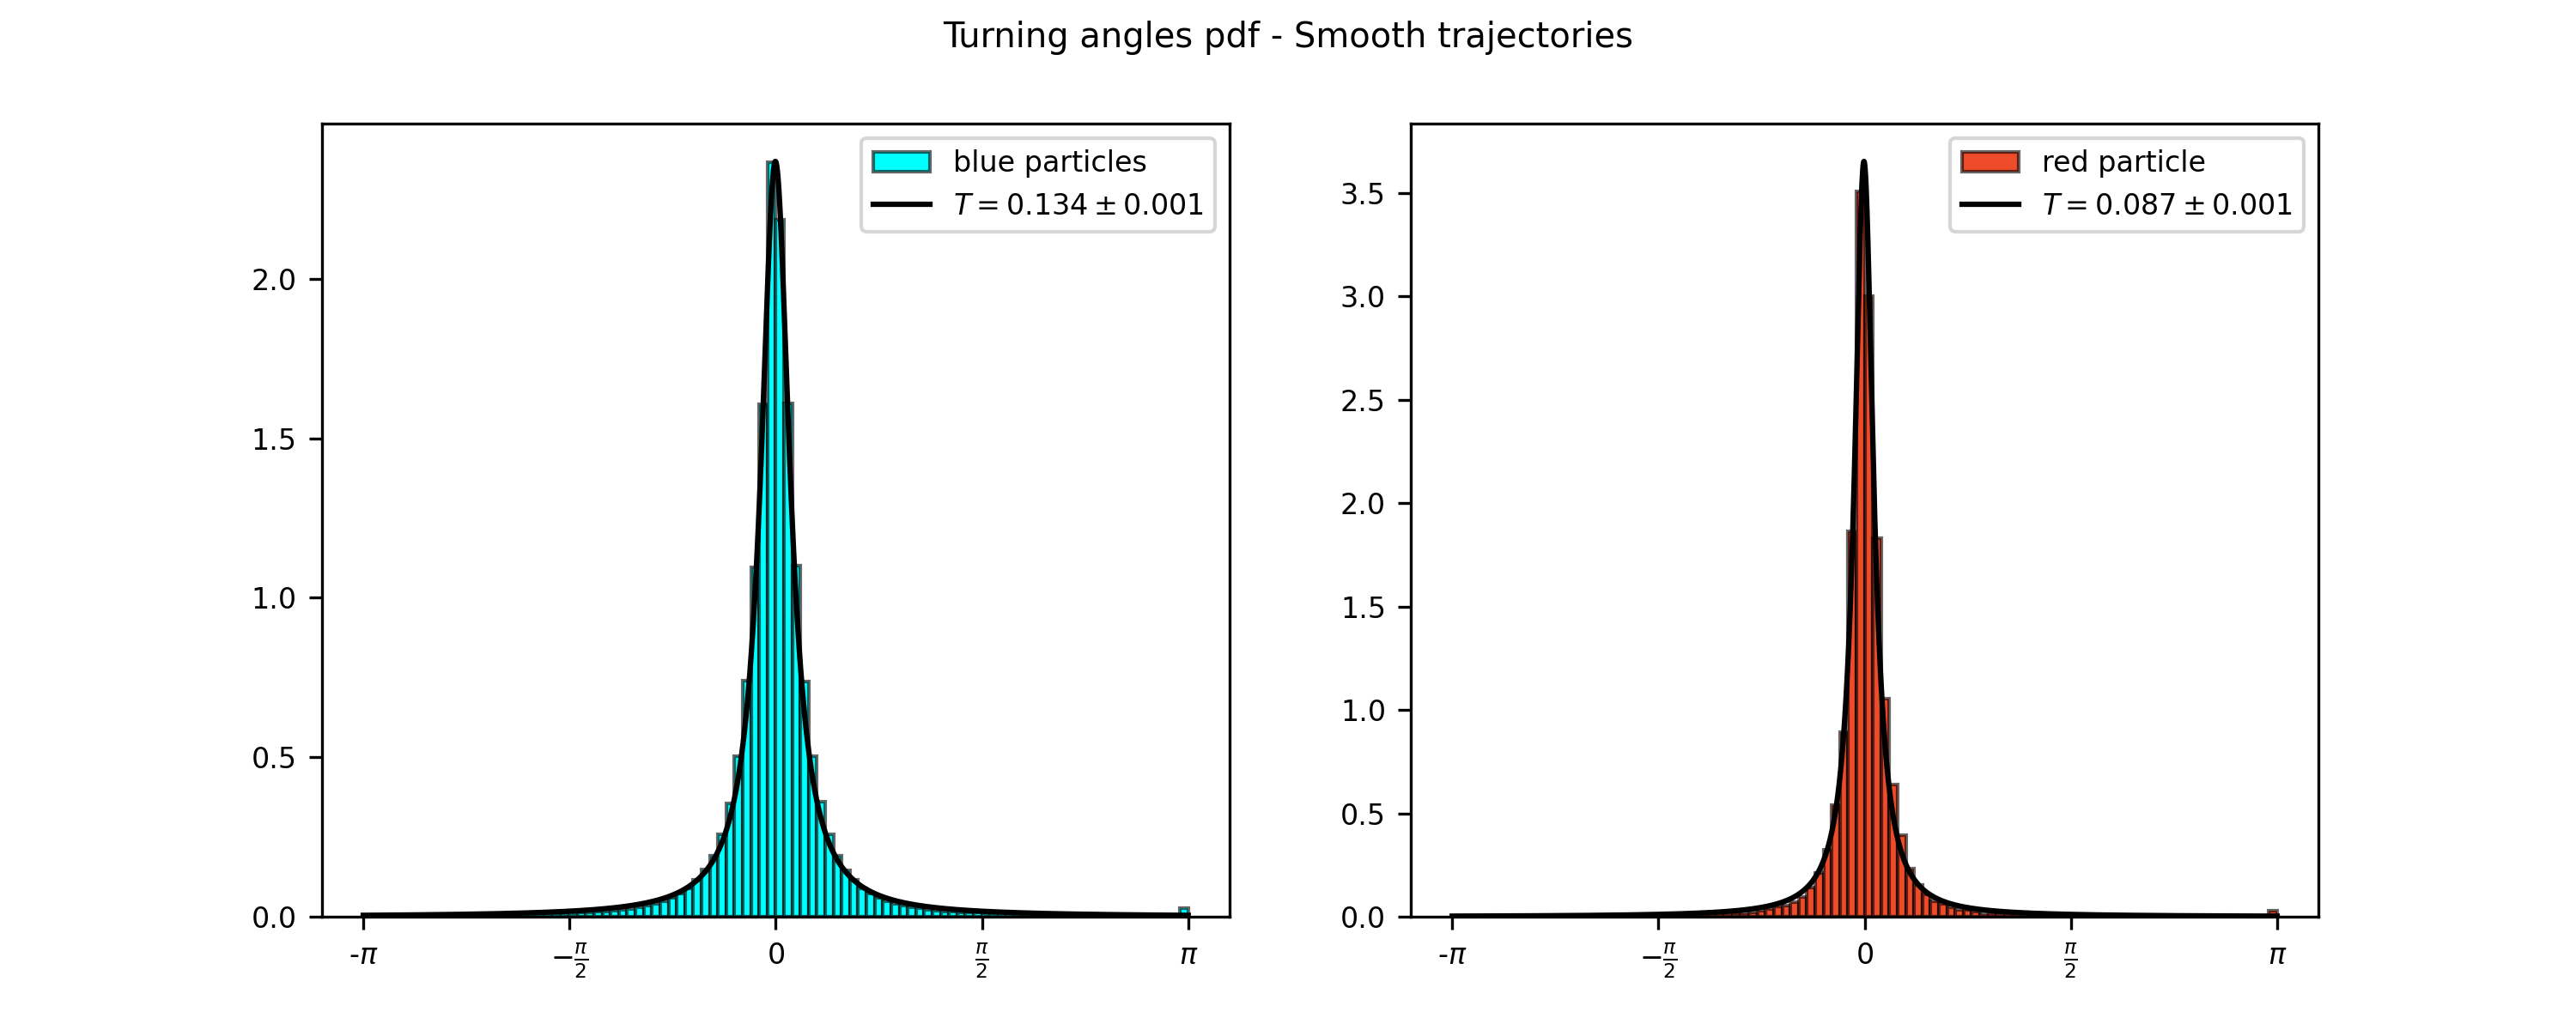 Turning angles pdf - Smooth trajectories
blue particles
T = 0.134 ± 0.001
2.0
1.5
1.0
0.5
0.0
-π
−π/2
0
π/2
π
red particle
T = 0.087 ± 0.001
3.5
3.0
2.5
2.0
1.5
1.0
0.5
0.0
-π
−π/2
0
π/2
π